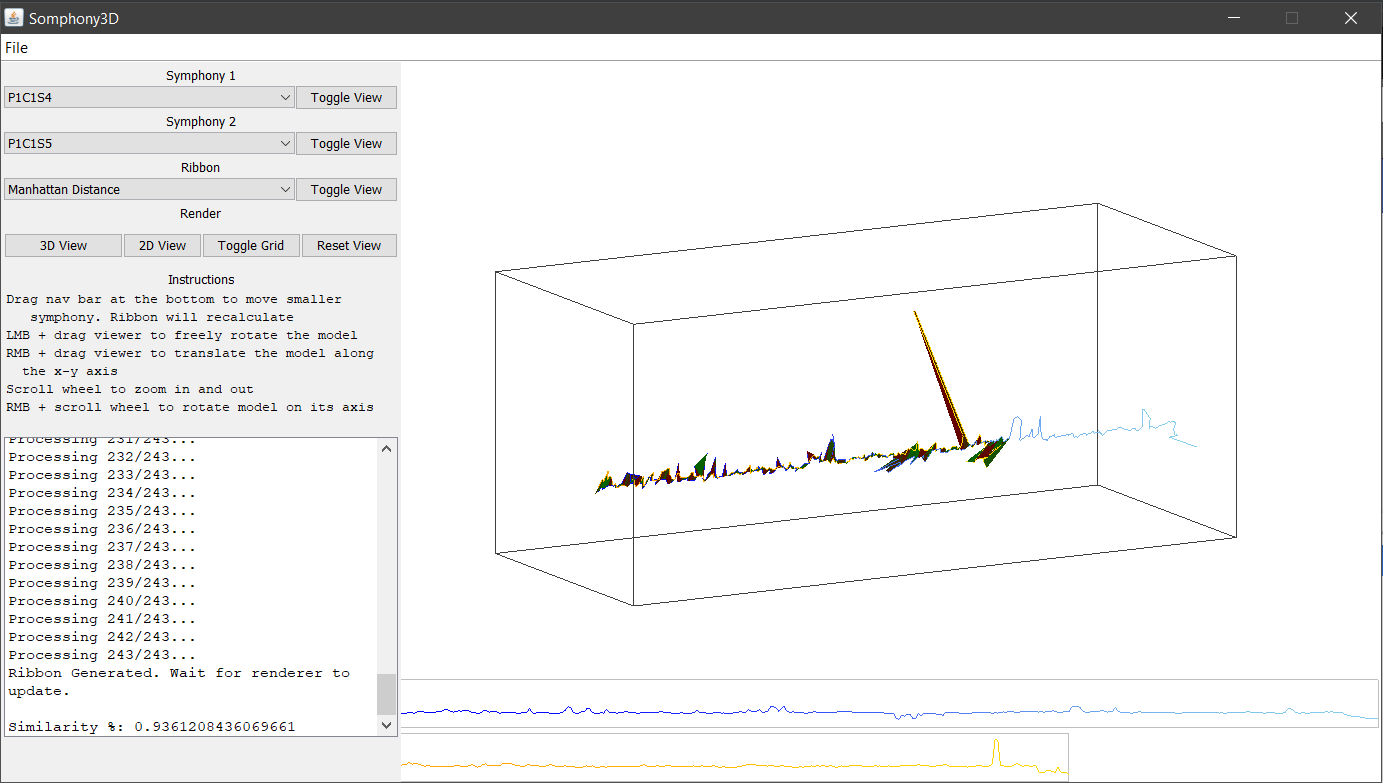 Somphony3D
File
Symphony 1
P1C1S4
Toggle View
Symphony 2
P1C1S5
Toggle View
Ribbon
Manhattan Distance
Toggle View
Render
3D View
2D View
Toggle Grid
Reset View
Instructions
Drag nav bar at the bottom to move smaller
symphony. Ribbon will recalculate
LMB + drag viewer to freely rotate the model
RMB + drag viewer to translate the model along
the x-y axis
Scroll wheel to zoom in and out
RMB + scroll wheel to rotate model on its axis
Processing 231/243...
Processing 232/243...
Processing 233/243...
Processing 234/243...
Processing 235/243...
Processing 236/243...
Processing 237/243...
Processing 238/243...
Processing 239/243...
Processing 240/243...
Processing 241/243...
Processing 242/243...
Processing 243/243...
Ribbon Generated. Wait for renderer to
update.
Similarity %: 0.9361208436069661